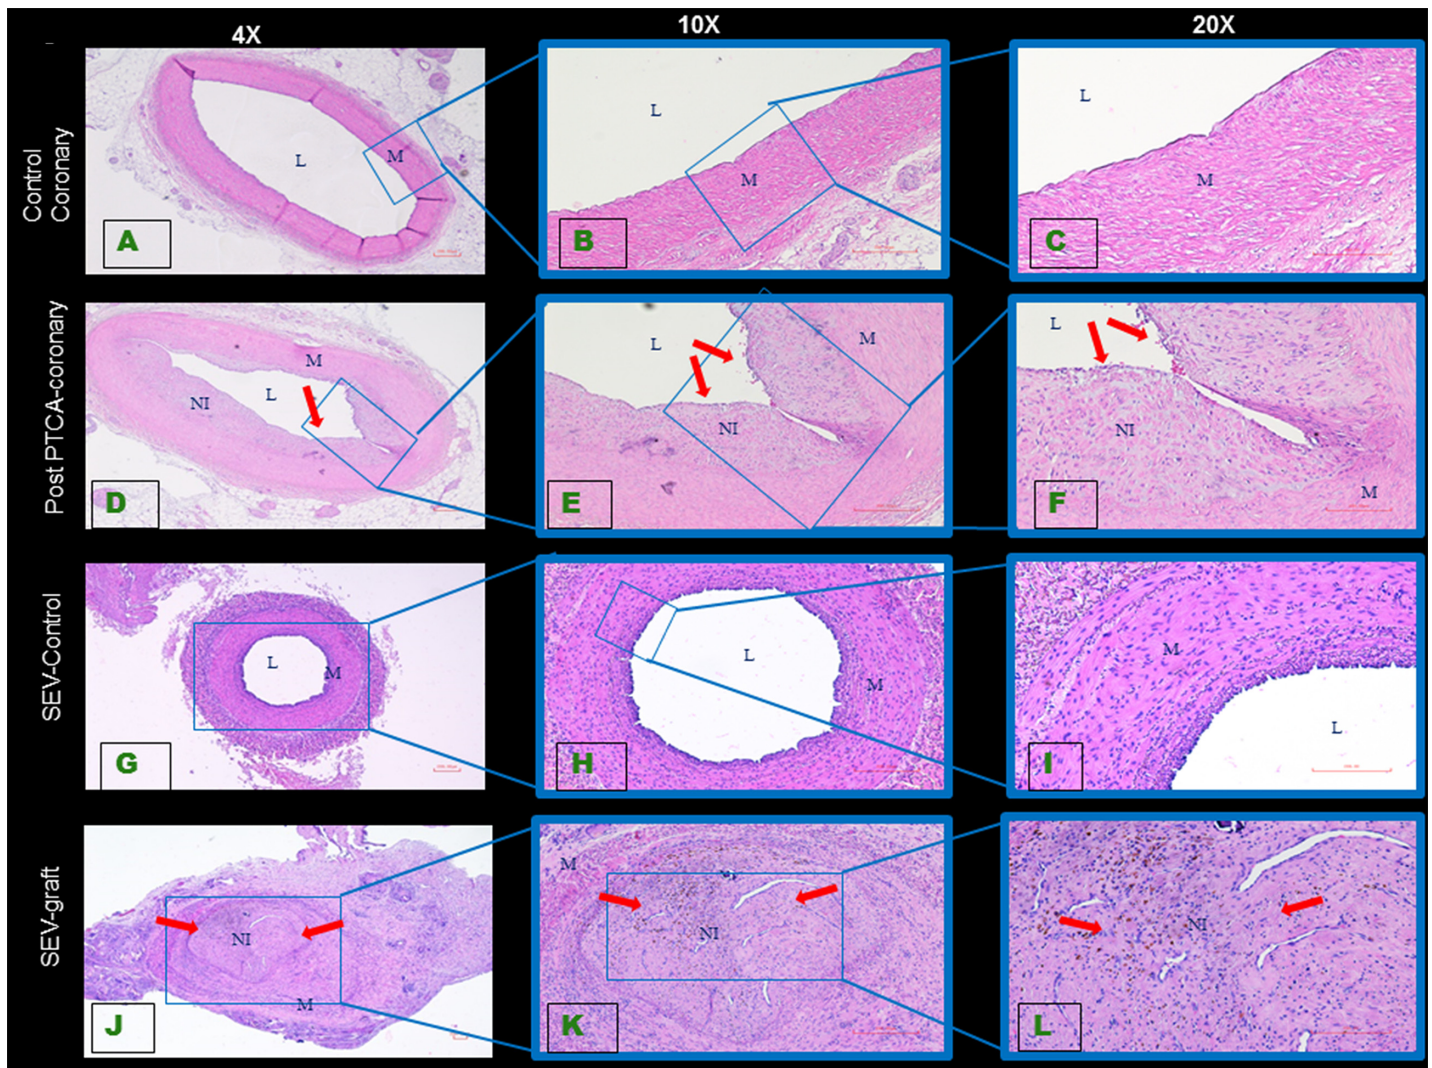 4X
10X
20X
Control
Coronary
L
M
A
L
M
B
L
M
C
Post PTCA-coronary
M
L
NI
D
L
M
NI
E
L
NI
M
F
SEV-Control
L
M
G
L
M
H
M
L
I
SEV-graft
NI
M
J
M
NI
K
NI
L